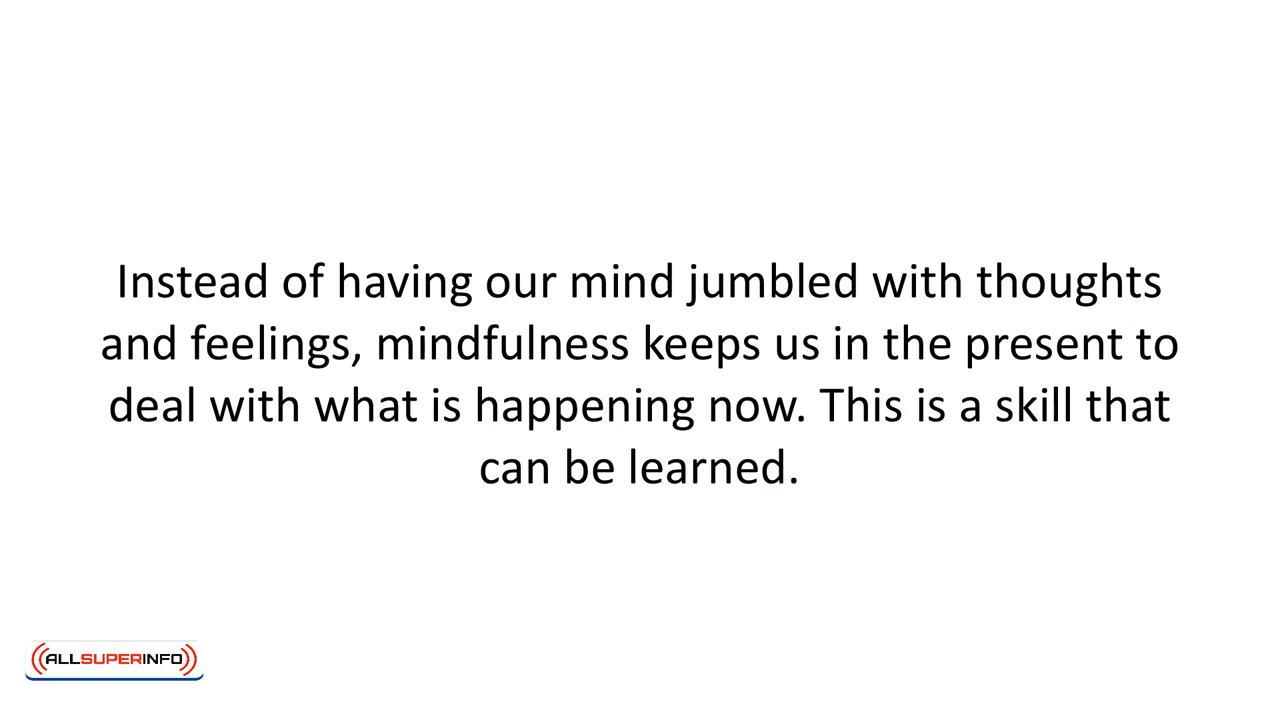 Instead of having our mind jumbled with thoughts
and feelings, mindfulness keeps us in the present to
deal with what is happening now. This is a skill that
can be learned.
ALLSUPERINFO